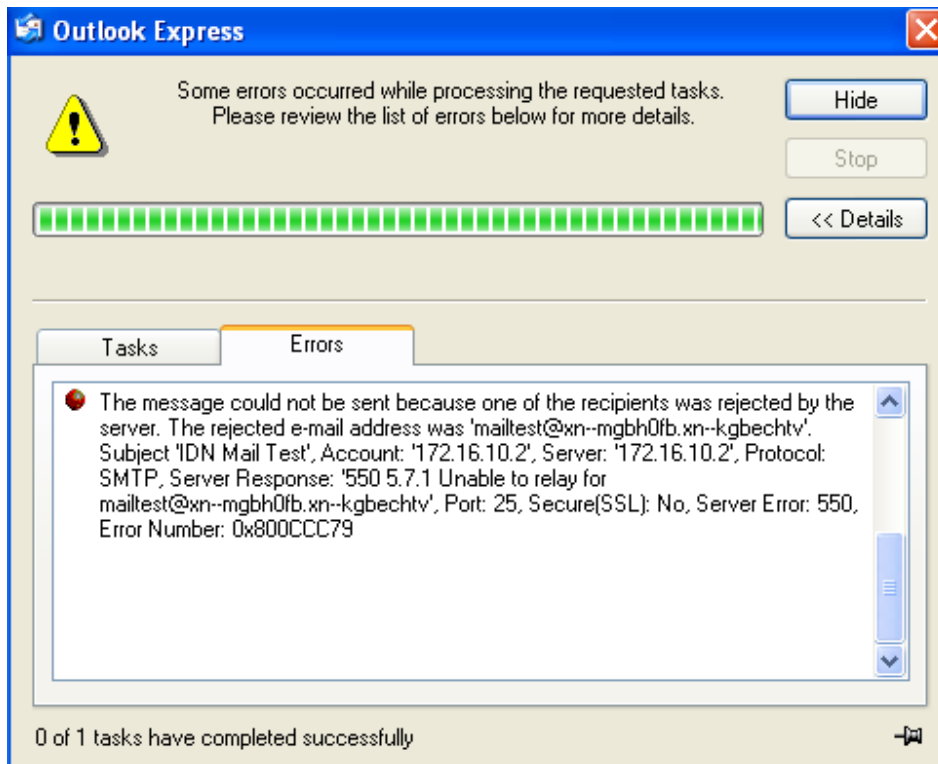 Outlook Express
Some errors occurred while processing the requested tasks.
Please review the list of errors below for more details.
Hide
Stop
<< Details
Tasks
Errors
The message could not be sent because one of the recipients was rejected by the
server. The rejected e-mail address was 'mailtest@xn--mgbh0fb.xn--kgbechtv'.
Subject 'IDN Mail Test', Account: '172.16.10.2', Server: '172.16.10.2', Protocol:
SMTP, Server Response: '550 5.7.1 Unable to relay for
mailtest@xn--mgbh0fb.xn--kgbechtv', Port: 25, Secure(SSL): No, Server Error: 550,
Error Number: 0x800CCC79
0 of 1 tasks have completed successfully